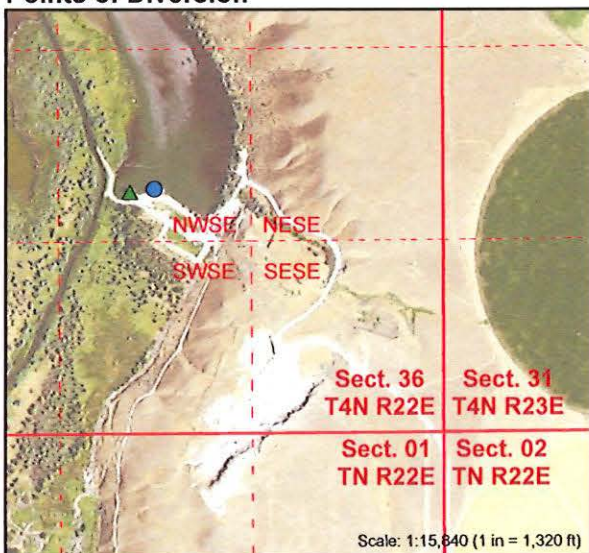 Points of Diversion
NWSE
NESE
SWSE
SESE
Sect. 36
T4N R22E
Sect. 31
T4N R23E
Sect. 01
TN R22E
Sect. 02
TN R22E
Scale: 1:15,840 (1 in = 1,320 ft)